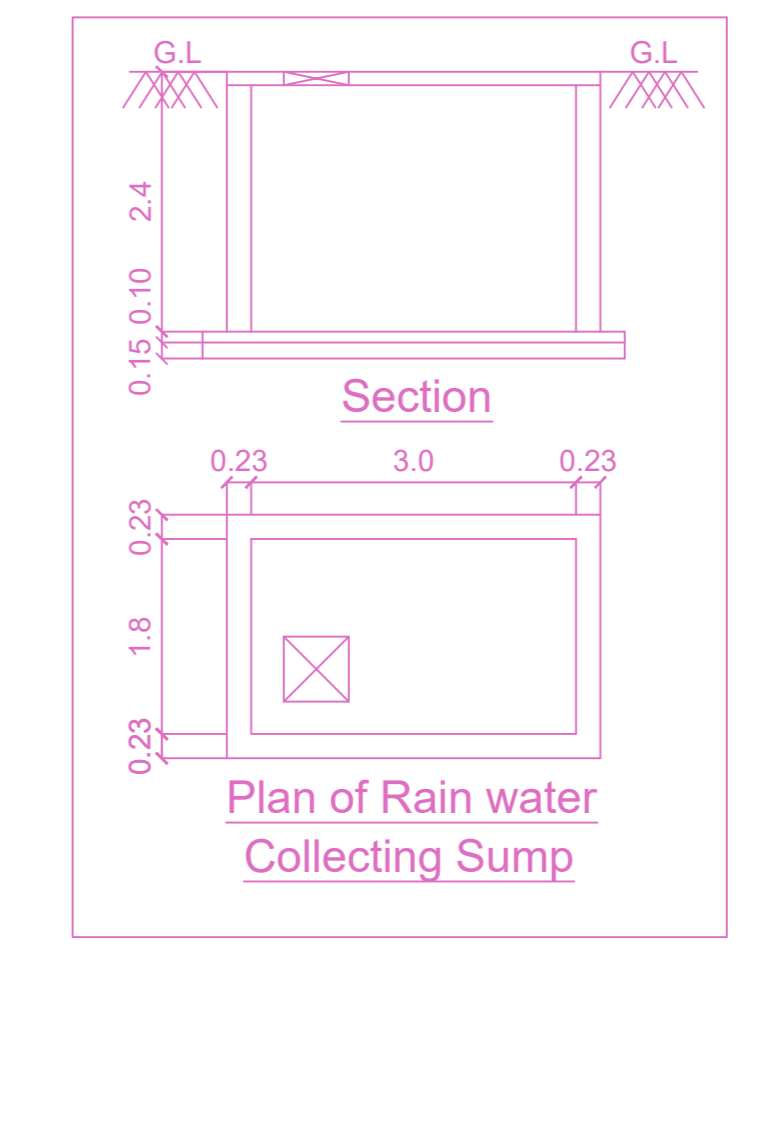 G.L
G.L
2.4
0.10
0.15
Section
0.23
3.0
0.23
0.23
1.8
0.23
Plan of Rain water
Collecting Sump